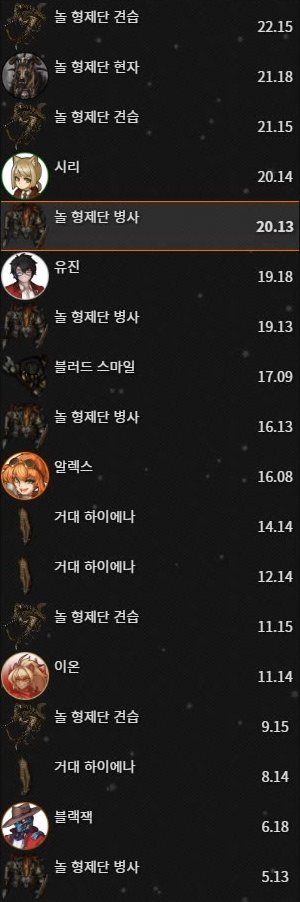 놀 형제단 견습
22.15
놀 형제단 현자
21.18
놀 형제단 견습
21.15
시리
20.14
놀 형제단 병사
20.13
유진
19.18
놀 형제단 병사
19.13
블러드 스마일
17.09
놀 형제단 병사
16.13
알렉스
16.08
거대 하이에나
14.14
거대 하이에나
12.14
놀 형제단 견습
11.15
이온
11.14
놀 형제단 견습
9.15
거대 하이에나
8.14
블랙잭
6.18
놀 형제단 병사
5.13